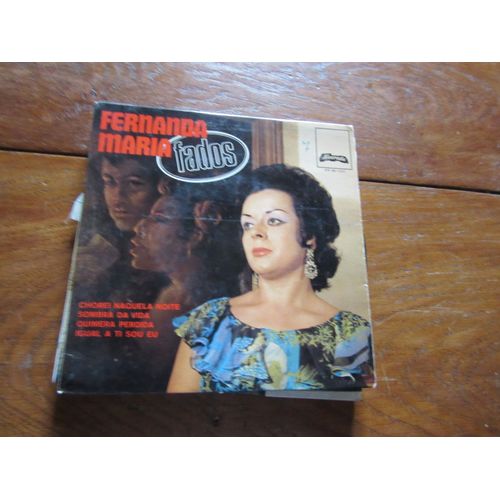 FERNANDA
MARIA
fados
CHOREI NAQUELA NOITE
SOMBRA DA VIDA
QUIMERA PERDIDA
IGUAL A TI SOU EU